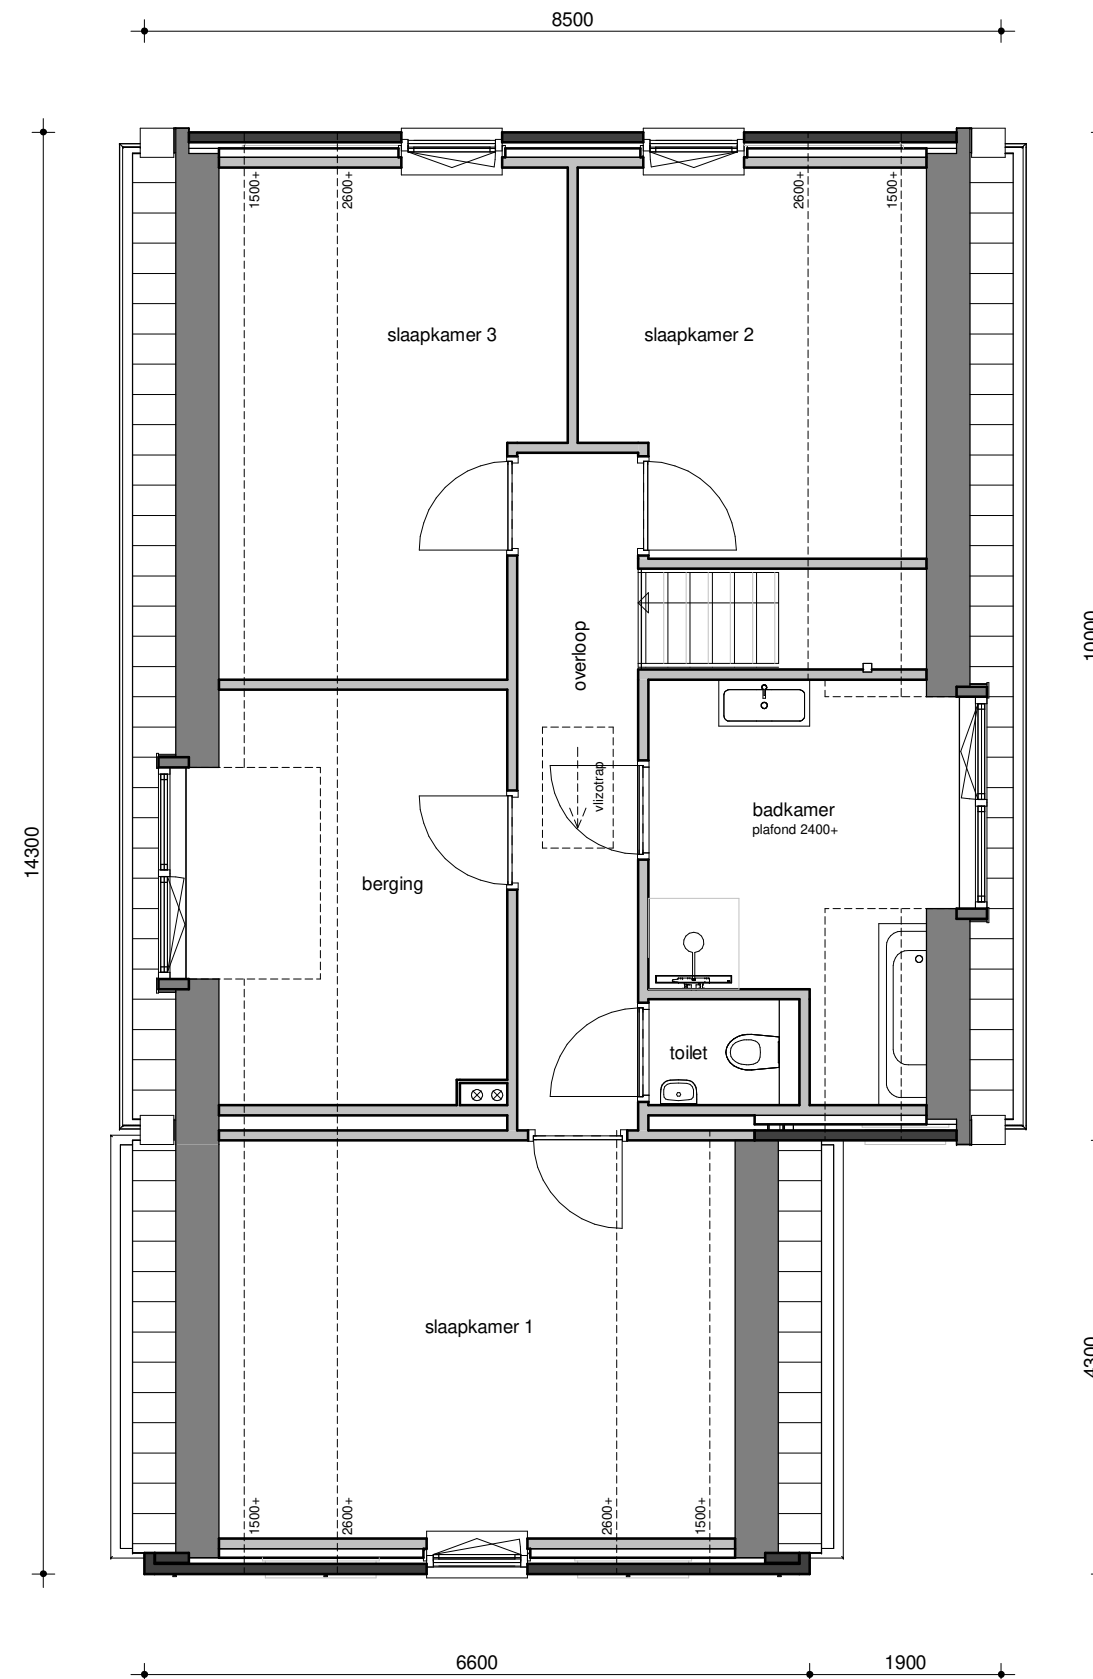 8500
1500+
2600+
2600+
1500+
slaapkamer 3
slaapkamer 2
10000
overloop
vlizotrap
badkamer
plafond 2400+
14300
berging
toilet
slaapkamer 1
4300
1500+
2600+
2600+
1500+
6600
1900